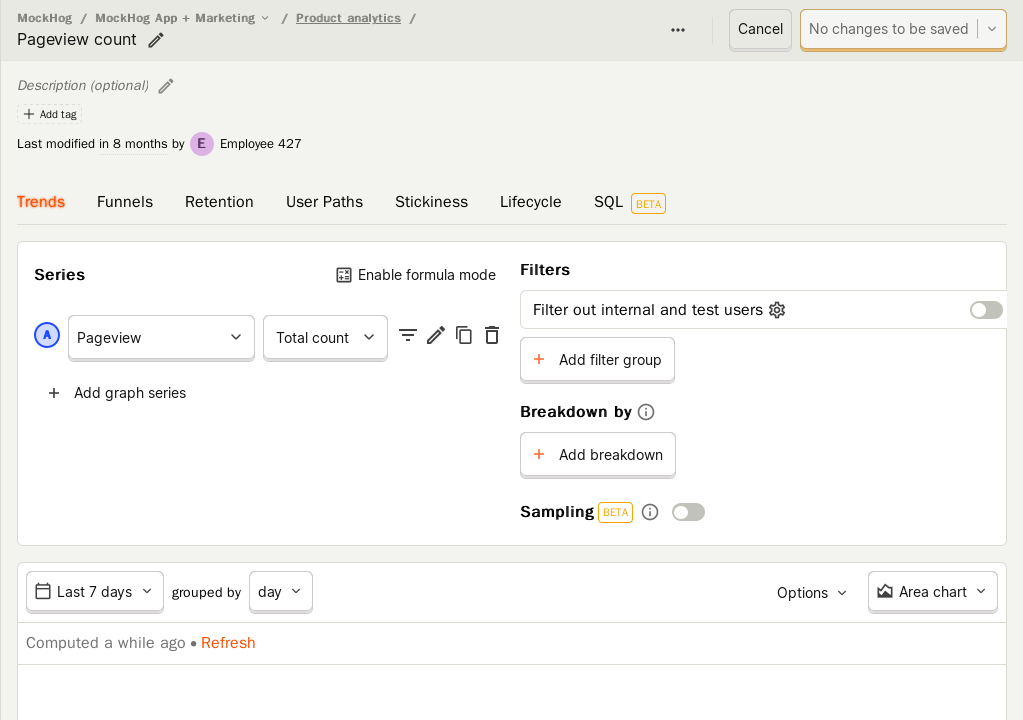 MockHog / MockHog App + Marketing / Product analytics /
Pageview count
Cancel
No changes to be saved
Description (optional)
Add tag
Last modified in 8 months by E Employee 427
Trends Funnels Retention User Paths Stickiness Lifecycle SQL BETA
Series
Enable formula mode
A Pageview Total count
Add graph series
Filters
Filter out internal and test users
Add filter group
Breakdown by
Add breakdown
Sampling BETA
Last 7 days grouped by day
Options
Area chart
Computed a while ago • Refresh